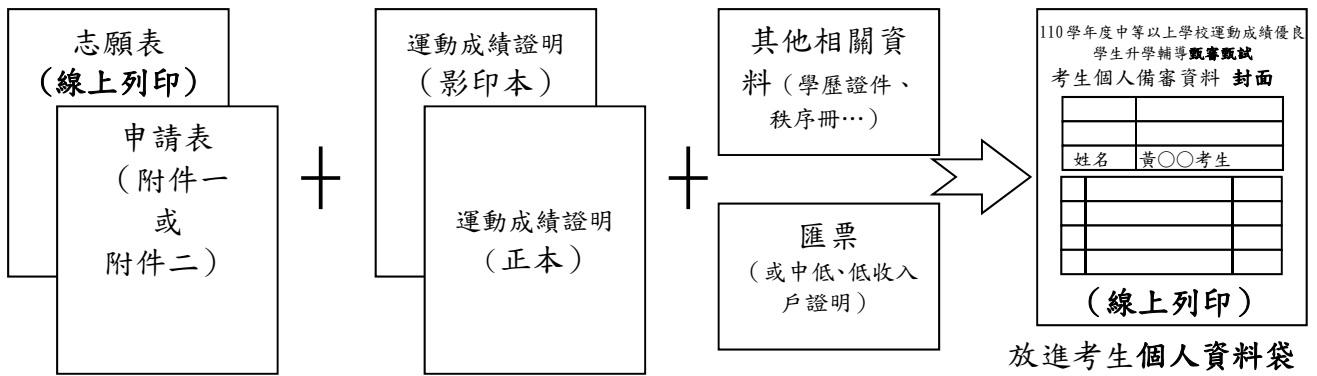 志願表
(線上列印)
申請表
(附件一
或
附件二)
運動成績證明
(影印本)
運動成績證明
(正本)
其他相關資
料(學歷證件、
秩序冊…)
匯票
(或中低、低收入
戶證明)
110學年度中等以上學校運動成績優良
學生升學輔導甄審甄試
考生個人備審資料 封面
姓名 黃○○考生
(線上列印)
放進考生個人資料袋